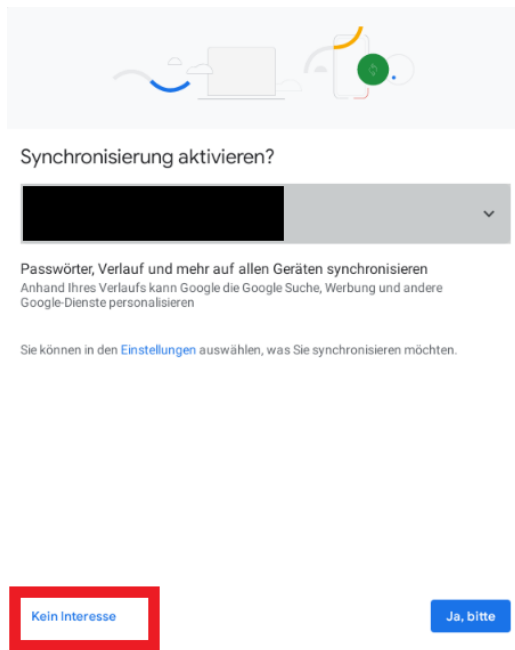 Synchronisierung aktivieren?
Passwörter, Verlauf und mehr auf allen Geräten synchronisieren
Anhand Ihres Verlaufs kann Google die Google Suche, Werbung und andere
Google-Dienste personalisieren
Sie können in den Einstellungen auswählen, was Sie synchronisieren möchten.
Kein Interesse
Ja, bitte